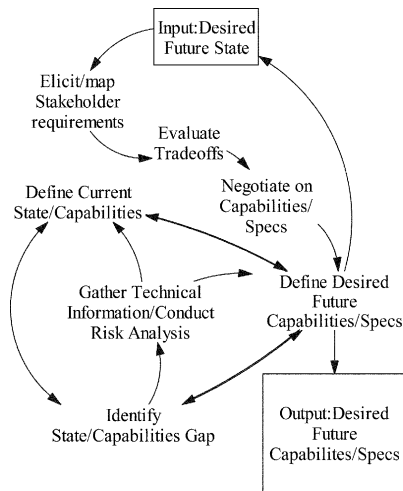 Input:Desired
Future State
Elicit/map
Stakeholder
requirements
Evaluate
Tradeoffs
Negotiate on
Capabilities/
Specs
Define Current
State/Capabilities
Gather Technical
Information/Conduct
Risk Analysis
Define Desired
Future
Capabilities/Specs
Identify
State/Capabilities Gap
Output:Desired
Future
Capabilites/Specs